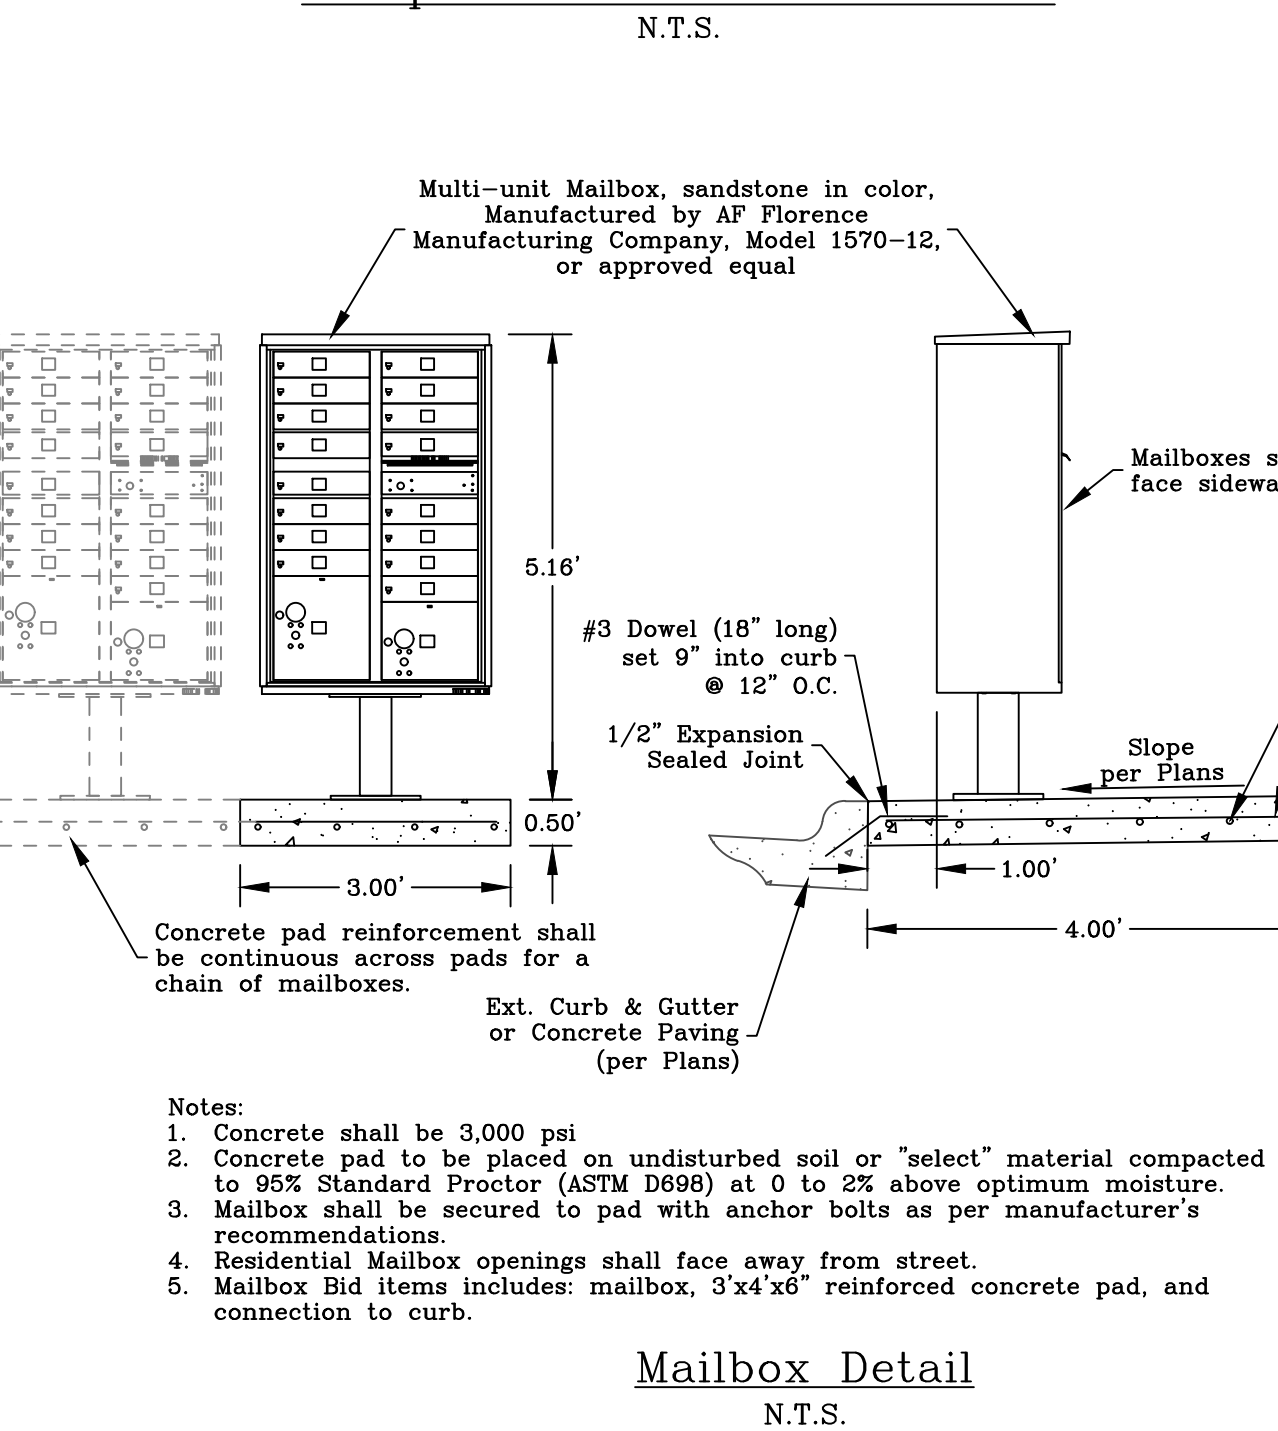 N.T.S.
Multi-unit Mailbox, sandstone in color,
Manufactured by AF Florence
Manufacturing Company, Model 1570-12,
or approved equal
Mailboxes s
face sidewa
5.16'
#3 Dowel (18" long)
set 9" into curb
@ 12" O.C.
1/2" Expansion
Sealed Joint
Slope
per Plans
0.50'
3.00'
1.00'
4.00'
Concrete pad reinforcement shall
be continuous across pads for a
chain of mailboxes.
Ext. Curb & Gutter
or Concrete Paving
(per Plans)
Notes:
1. Concrete shall be 3,000 psi
2. Concrete pad to be placed on undisturbed soil or "select" material compacted
to 95% Standard Proctor (ASTM D698) at 0 to 2% above optimum moisture.
3. Mailbox shall be secured to pad with anchor bolts as per manufacturer's
recommendations.
4. Residential Mailbox openings shall face away from street.
5. Mailbox Bid items includes: mailbox, 3'x4'x6" reinforced concrete pad, and
connection to curb.
Mailbox Detail
N.T.S.